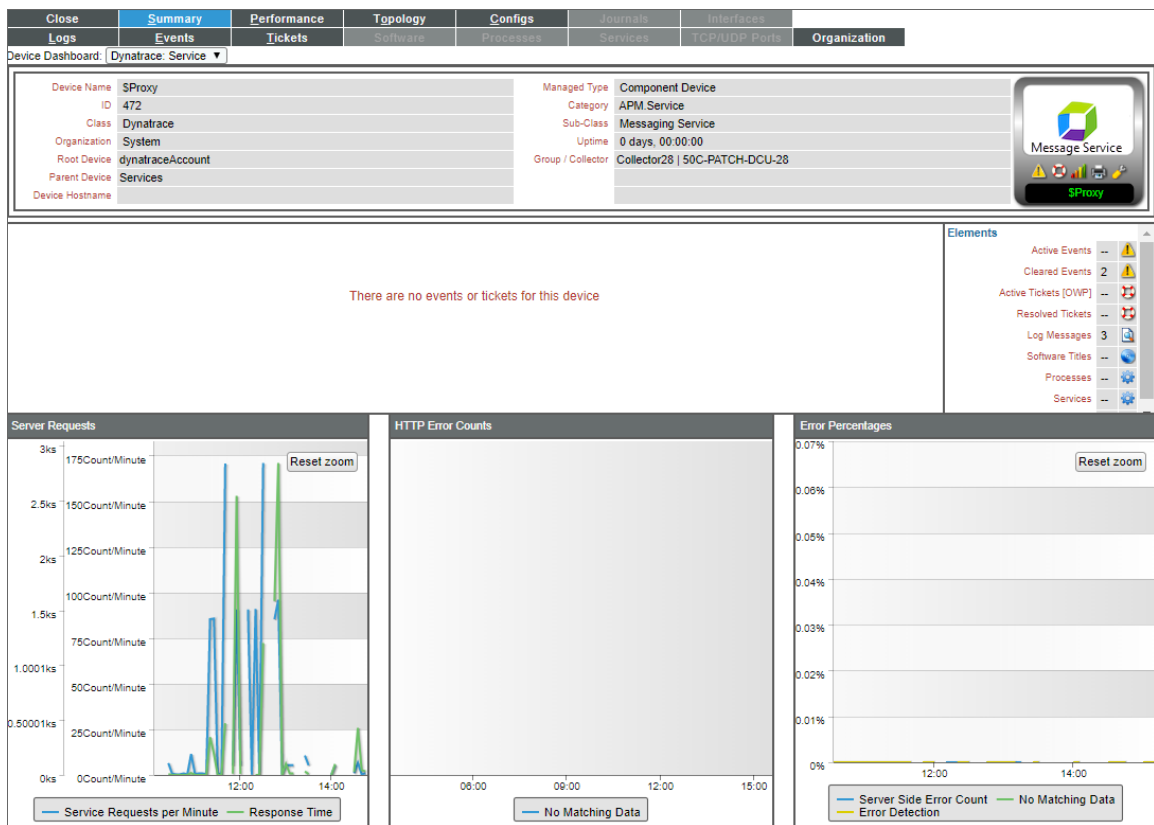 Close Summary Performance Topology Configs Journals Interfaces
Logs Events Tickets Software Processes Services TCP/UDP Ports Organization
Device Dashboard: Dynatrace: Service ▼
Device Name $Proxy Managed Type Component Device
ID 472 Category APM.Service
Class Dynatrace Sub-Class Messaging Service
Organization System Uptime 0 days, 00:00:00
Root Device dynatraceAccount Group / Collector Collector28 | 50C-PATCH-DCU-28
Parent Device Services
Device Hostname
Message Service
$Proxy
There are no events or tickets for this device
Elements
Active Events --
Cleared Events 2
Active Tickets [OWP] --
Resolved Tickets --
Log Messages 3
Software Titles --
Processes --
Services --
Server Requests
3ks
2.5ks
2ks
1.5ks
1.0001ks
0.50001ks
0ks
175Count/Minute
150Count/Minute
125Count/Minute
100Count/Minute
75Count/Minute
50Count/Minute
25Count/Minute
0Count/Minute
Reset zoom
12:00 14:00
Service Requests per Minute Response Time
HTTP Error Counts
06:00 09:00 12:00 15:00
No Matching Data
Error Percentages
0.07%
0.06%
0.05%
0.04%
0.03%
0.02%
0.01%
0%
Reset zoom
12:00 14:00
Server Side Error Count No Matching Data
Error Detection